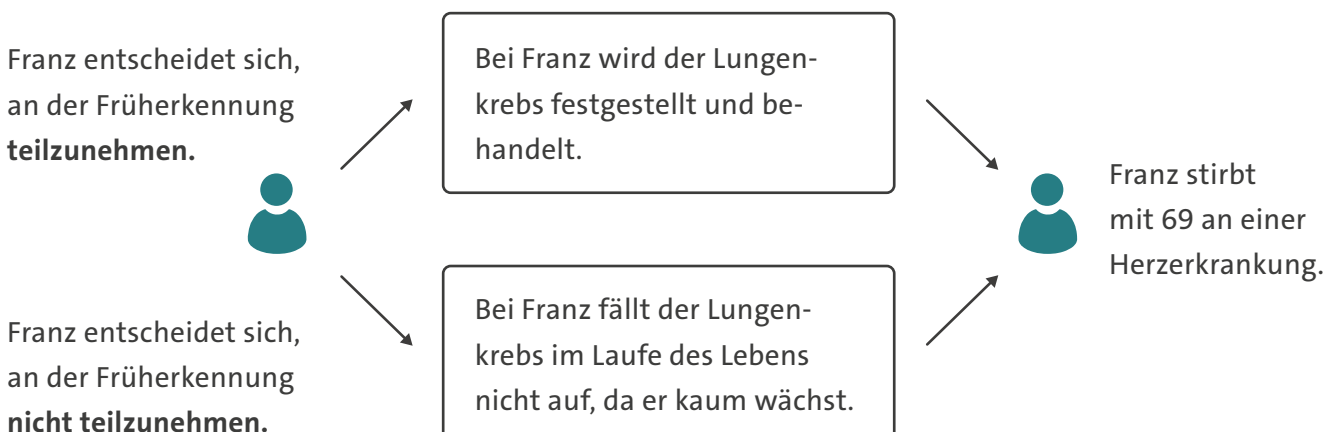 Franz entscheidet sich,
an der Früherkennung
teilzunehmen.
Bei Franz wird der Lungen-
krebs festgestellt und be-
handelt.
Franz entscheidet sich,
an der Früherkennung
nicht teilzunehmen.
Bei Franz fällt der Lungen-
krebs im Laufe des Lebens
nicht auf, da er kaum wächst.
Franz stirbt
mit 69 an einer
Herzerkrankung.